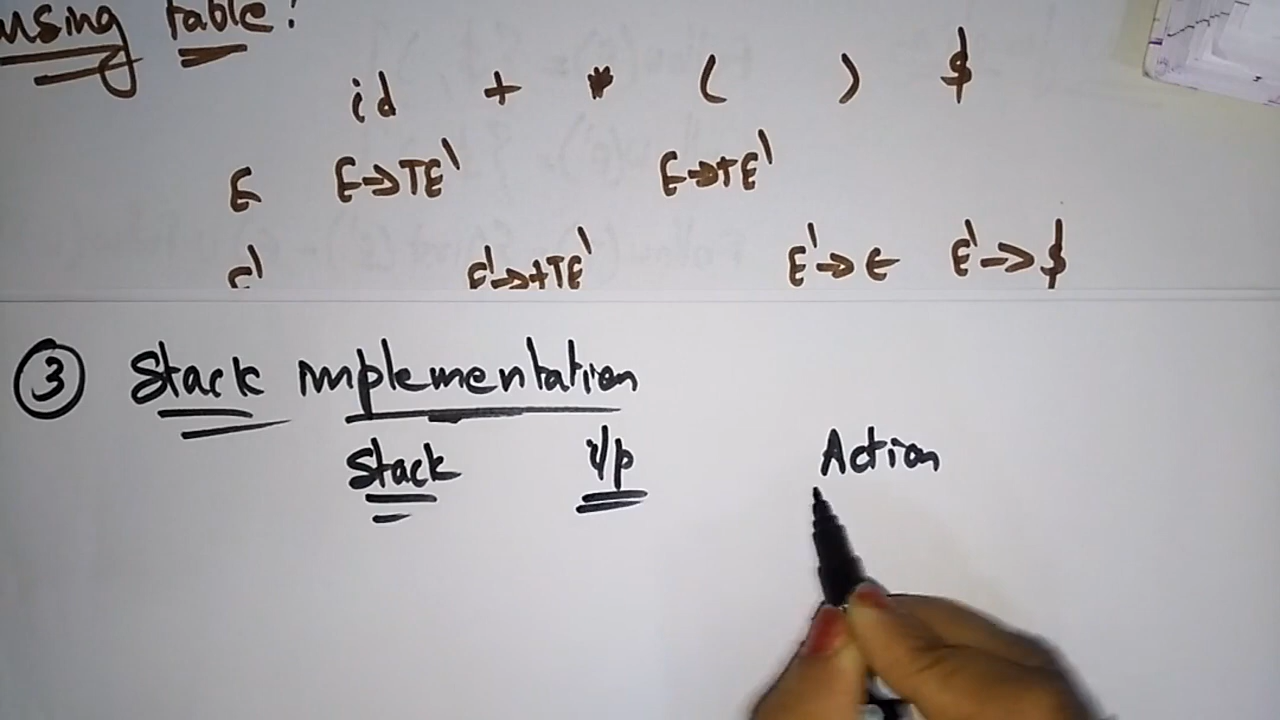 using table:
id + * ( ) $
E E→TE' E→TE'
E' E'→+TE' E'→ε E'→$
③ Stack implementation
Stack i/p Action